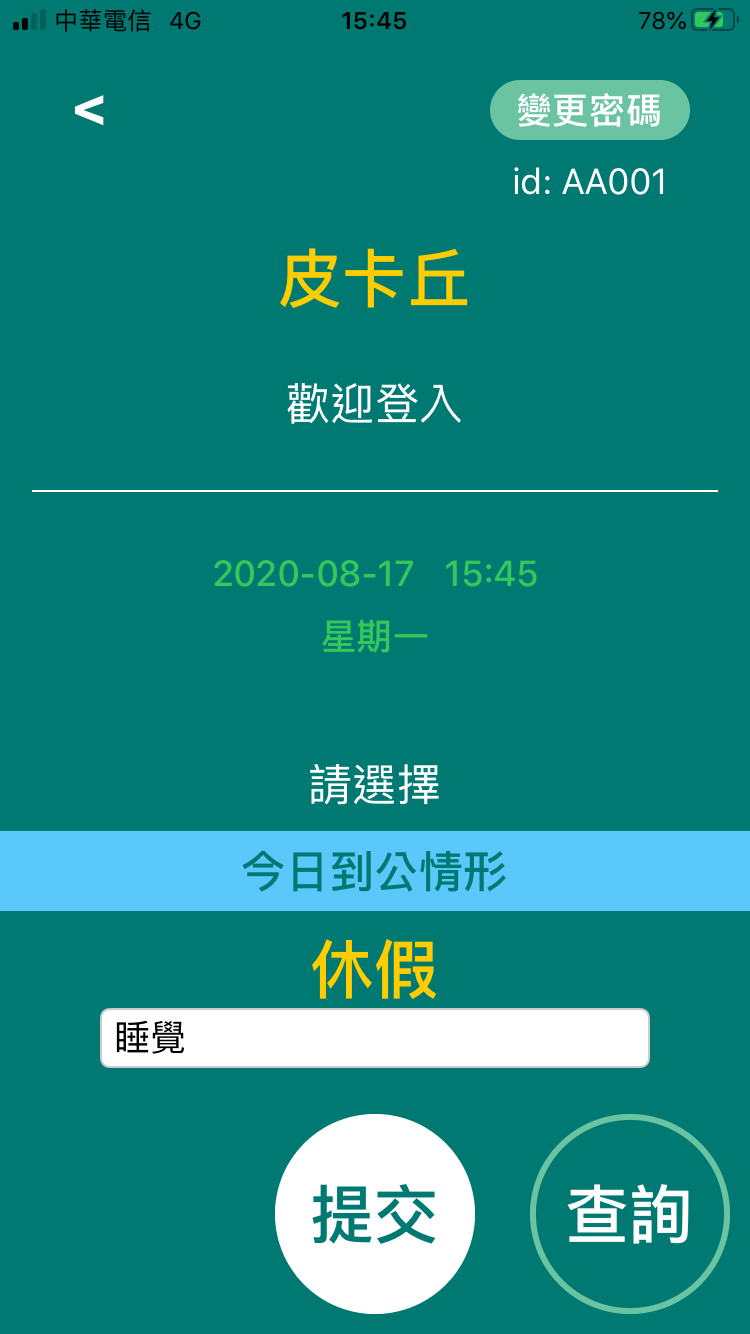 中華電信 4G 15:45 78%
<
變更密碼
id: AA001
皮卡丘
歡迎登入
2020-08-17 15:45
星期一
請選擇
今日到公情形
休假
睡覺
提交 查詢